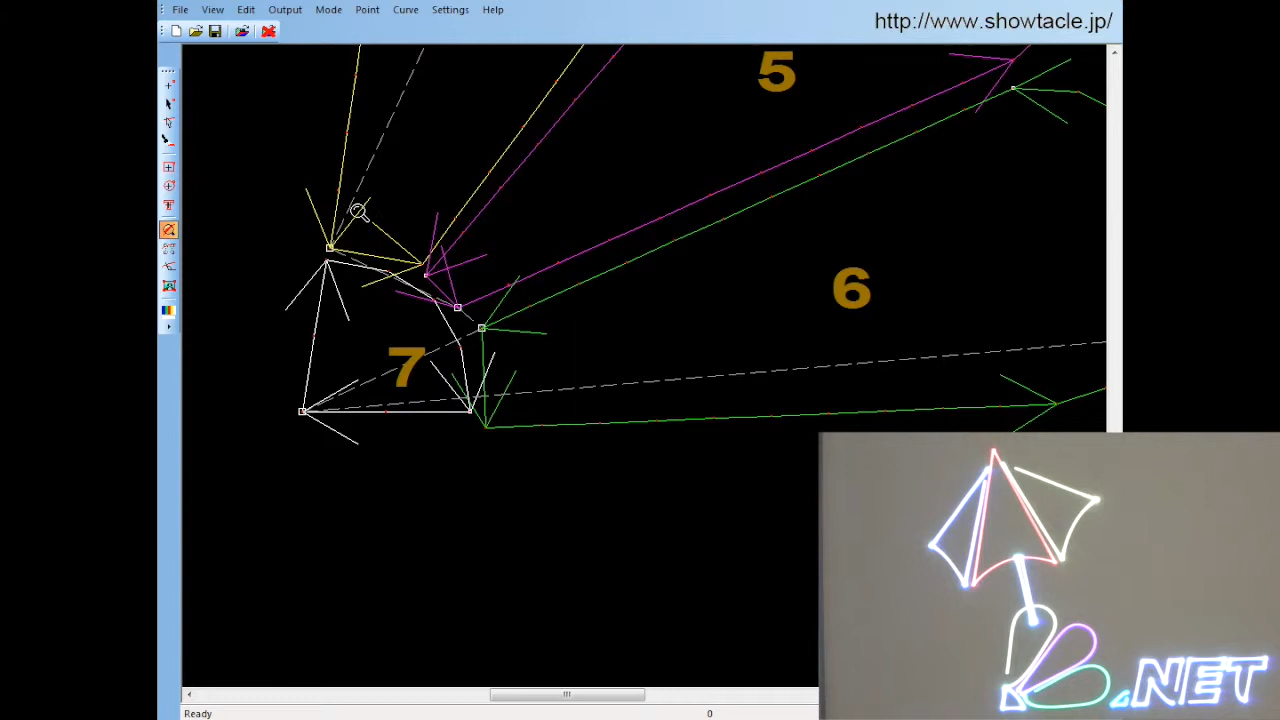 File View Edit Output Mode Point Curve Settings Help
http://www.showtacle.jp/
5
6
7
.NET
Ready
0